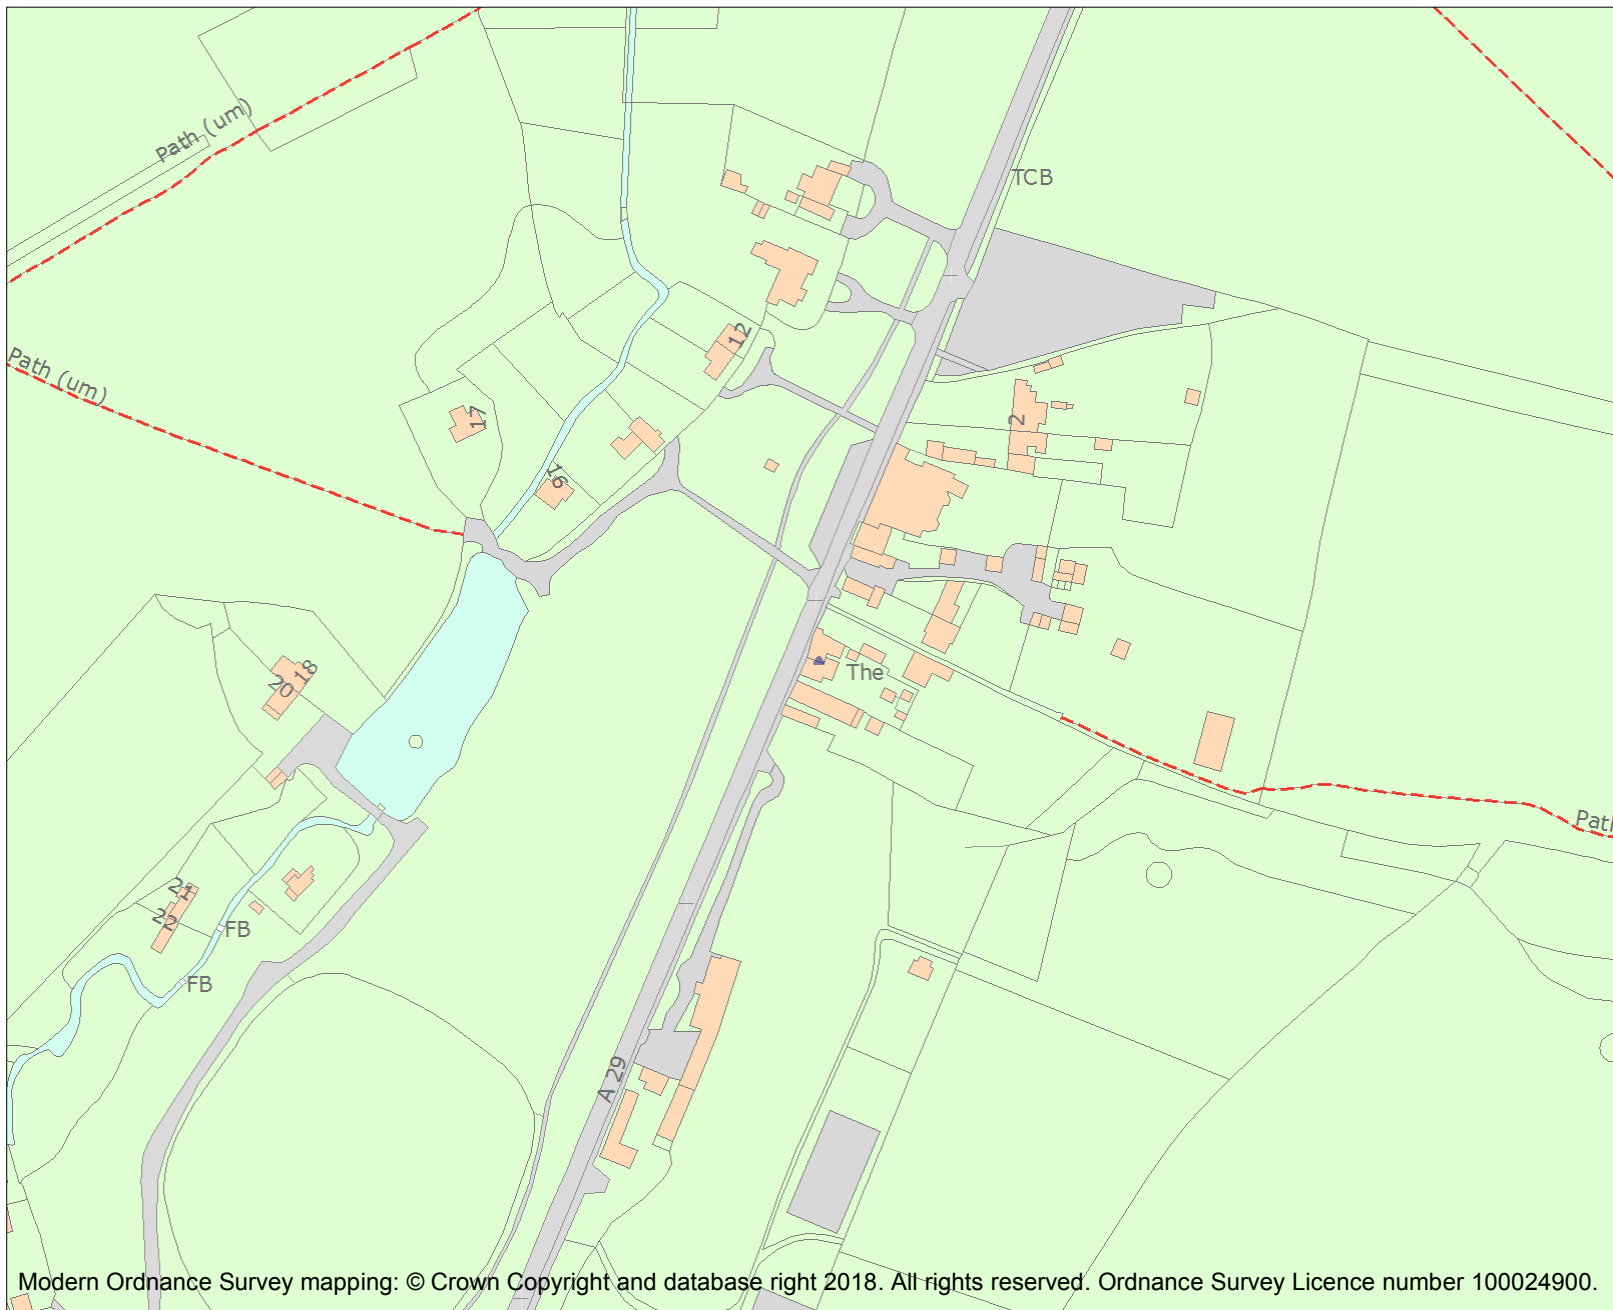 Path (um)
TCB
12
Path (um)
17
2
16
The
18
20
Path
21
22
FB
FB
A 29
Modern Ordnance Survey mapping: © Crown Copyright and database right 2018. All rights reserved. Ordnance Survey Licence number 100024900.